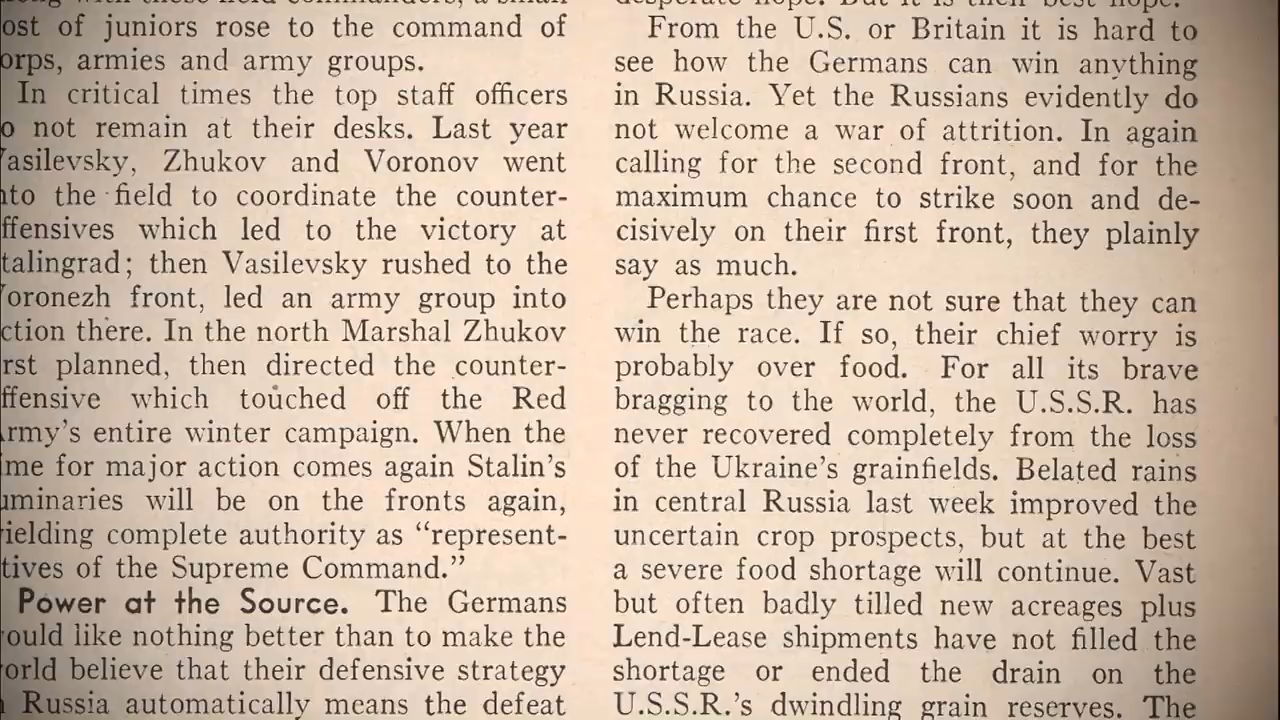 ost of juniors rose to the command of
orps, armies and army groups.
In critical times the top staff officers
o not remain at their desks. Last year
asilevsky, Zhukov and Voronov went
to the field to coordinate the counter-
ffensives which led to the victory at
talingrad; then Vasilevsky rushed to the
oronezh front, led an army group into
ction there. In the north Marshal Zhukov
rst planned, then directed the counter-
ffensive which touched off the Red
rmy's entire winter campaign. When the
me for major action comes again Stalin's
uminaries will be on the fronts again,
ielding complete authority as "represent-
tives of the Supreme Command."
Power at the Source. The Germans
ould like nothing better than to make the
orld believe that their defensive strategy
Russia automatically means the defeat
desperate hope. But it is their best hope.
From the U.S. or Britain it is hard to
see how the Germans can win anything
in Russia. Yet the Russians evidently do
not welcome a war of attrition. In again
calling for the second front, and for the
maximum chance to strike soon and de-
cisively on their first front, they plainly
say as much.
Perhaps they are not sure that they can
win the race. If so, their chief worry is
probably over food. For all its brave
bragging to the world, the U.S.S.R. has
never recovered completely from the loss
of the Ukraine's grainfields. Belated rains
in central Russia last week improved the
uncertain crop prospects, but at the best
a severe food shortage will continue. Vast
but often badly tilled new acreages plus
Lend-Lease shipments have not filled the
shortage or ended the drain on the
U.S.S.R.'s dwindling grain reserves. The